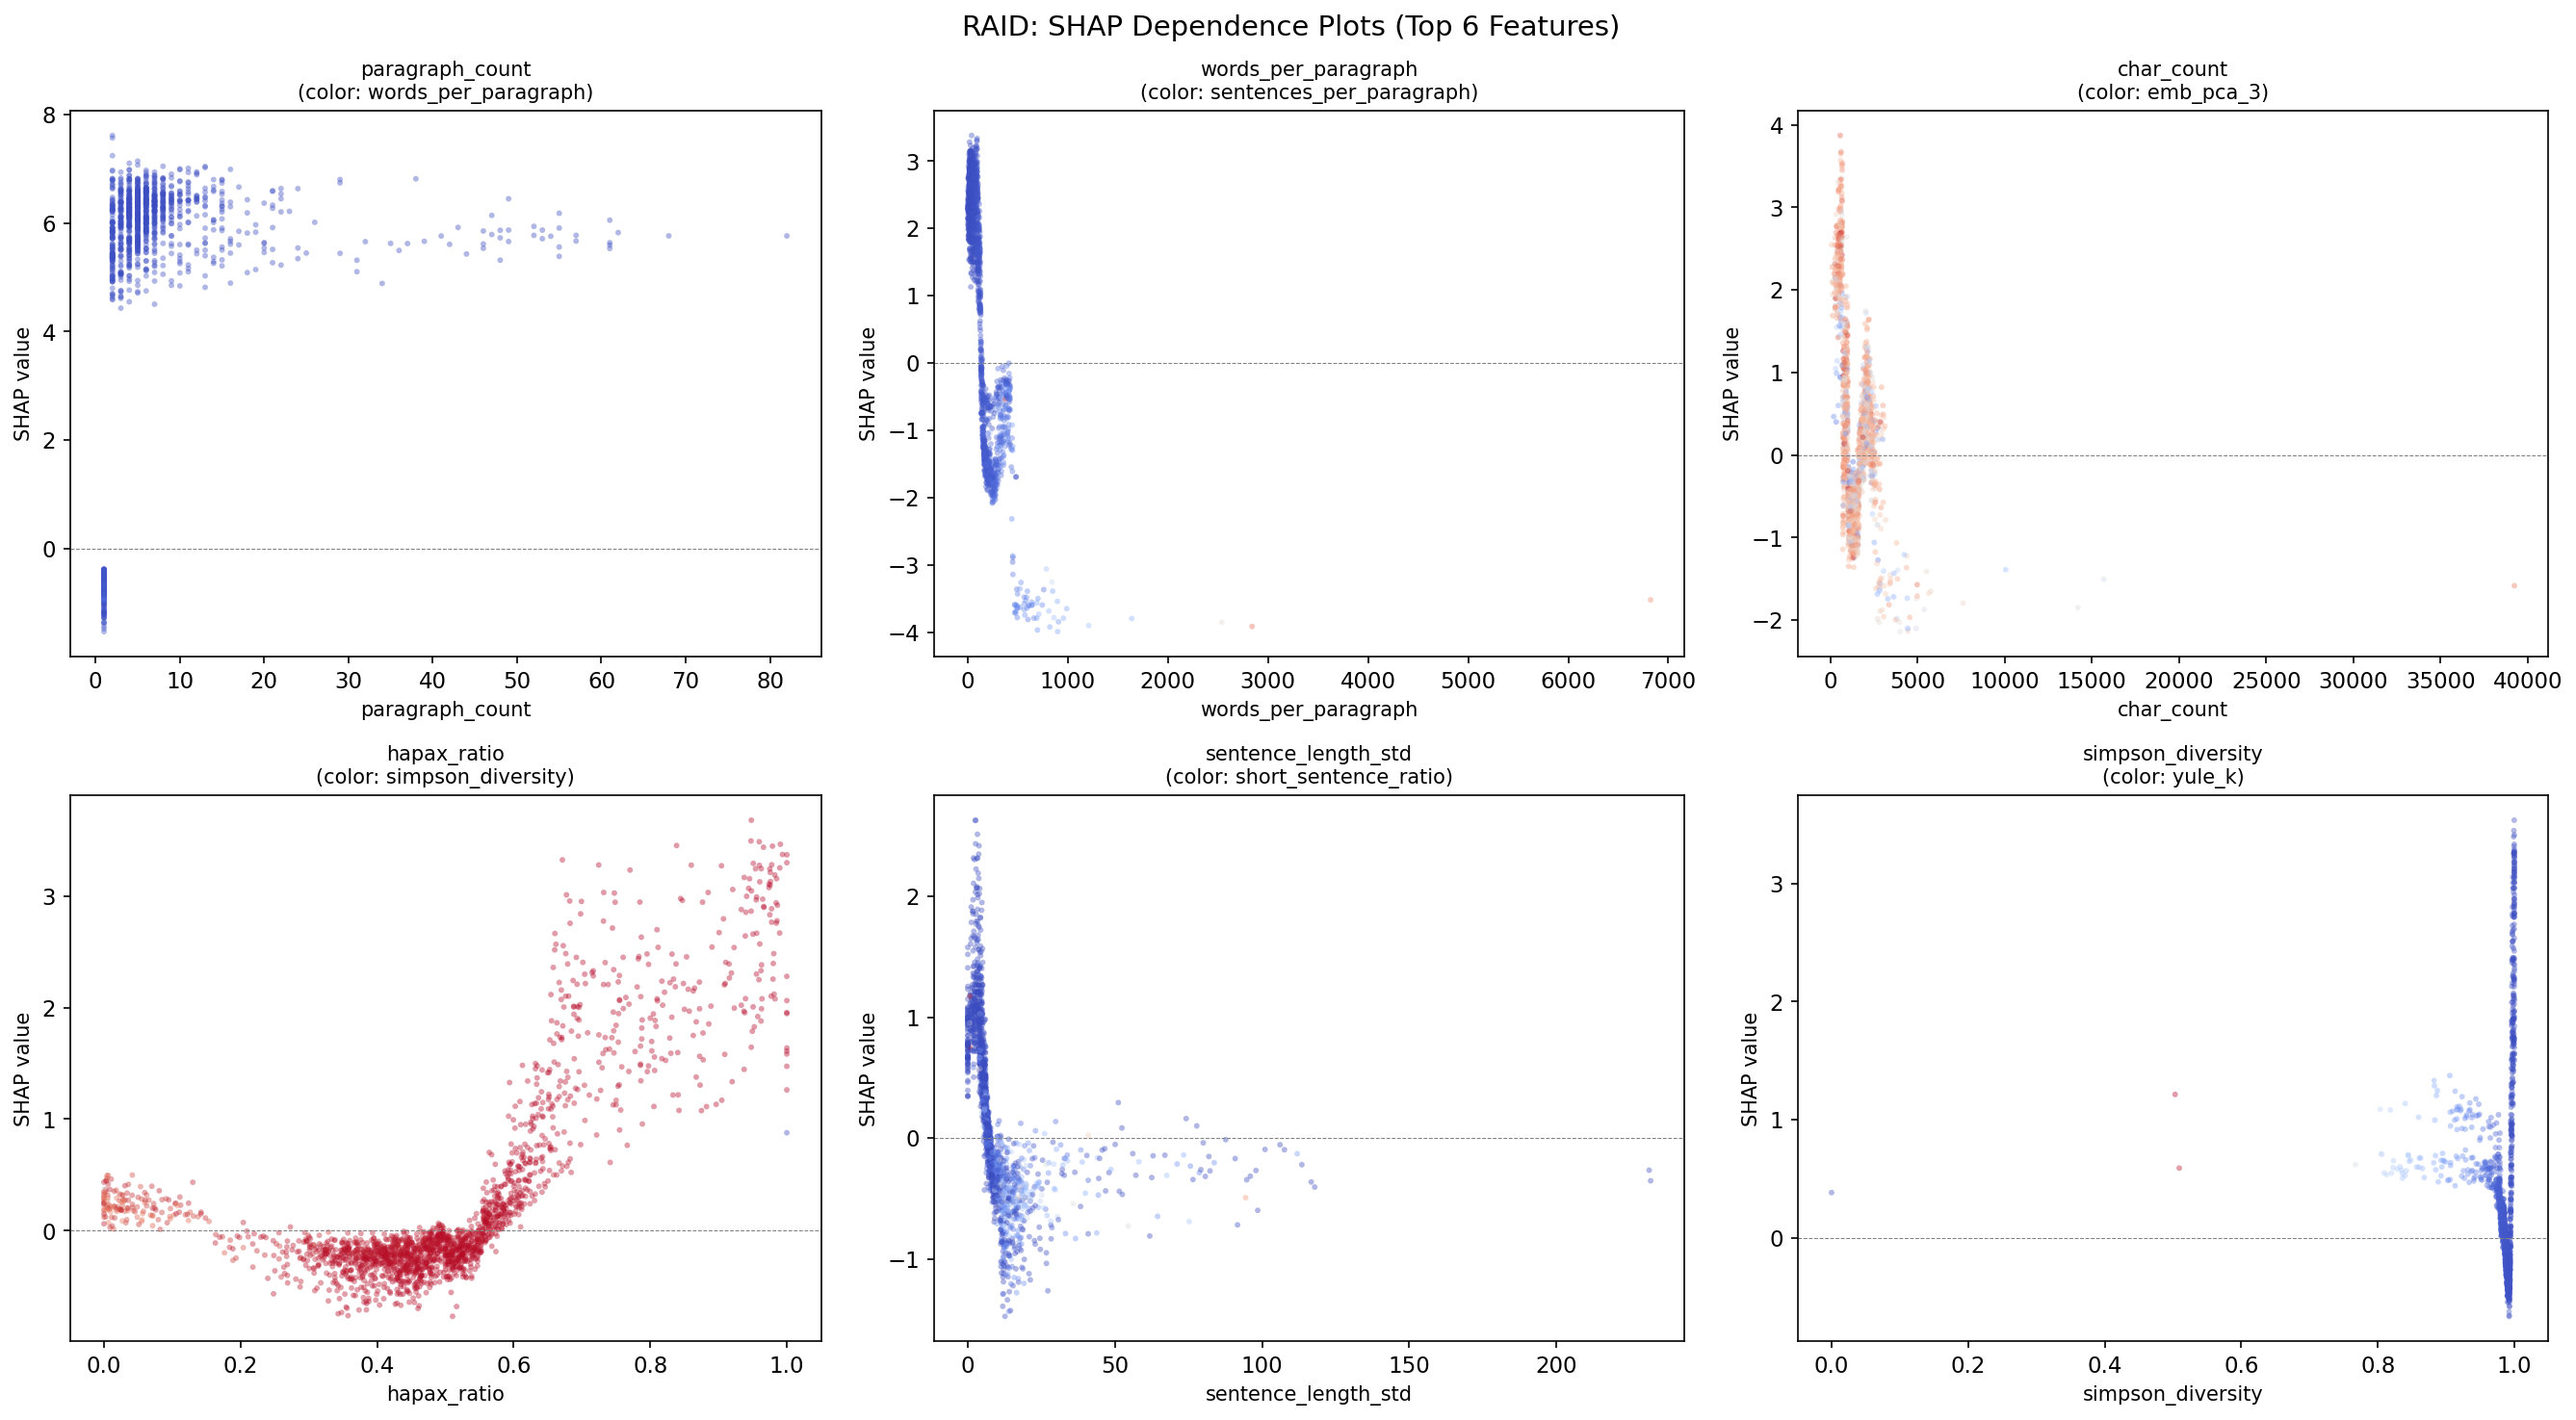 RAID: SHAP Dependence Plots (Top 6 Features)
paragraph_count
(color: words_per_paragraph)
SHAP value
8
6
4
2
0
0 10 20 30 40 50 60 70 80
paragraph_count
words_per_paragraph
(color: sentences_per_paragraph)
SHAP value
3
2
1
0
−1
−2
−3
−4
0 1000 2000 3000 4000 5000 6000 7000
words_per_paragraph
char_count
(color: emb_pca_3)
SHAP value
4
3
2
1
0
−1
−2
0 5000 10000 15000 20000 25000 30000 35000 40000
char_count
hapax_ratio
(color: simpson_diversity)
SHAP value
3
2
1
0
0.0 0.2 0.4 0.6 0.8 1.0
hapax_ratio
sentence_length_std
(color: short_sentence_ratio)
SHAP value
2
1
0
−1
0 50 100 150 200
sentence_length_std
simpson_diversity
(color: yule_k)
SHAP value
3
2
1
0
0.0 0.2 0.4 0.6 0.8 1.0
simpson_diversity